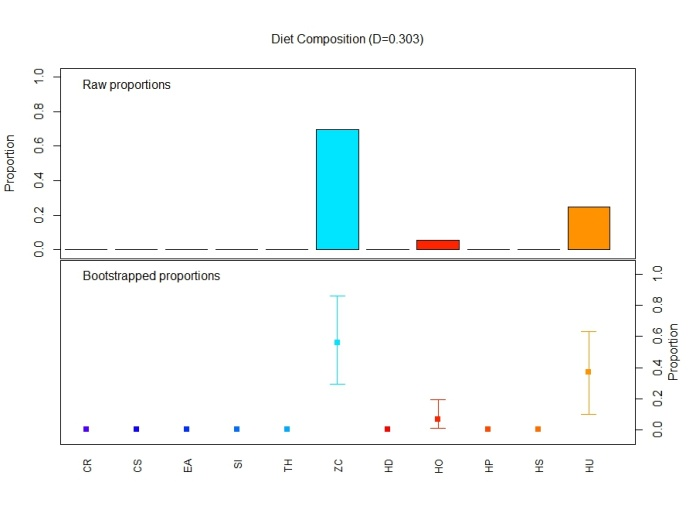 Diet Composition (D=0.303)
Raw proportions
Proportion
1.0
0.8
0.6
0.4
0.2
0.0
Bootstrapped proportions
1.0
0.8
0.6
0.4
0.2
0.0
Proportion
CR CS EA SI TH ZC HD HO HP HS HU